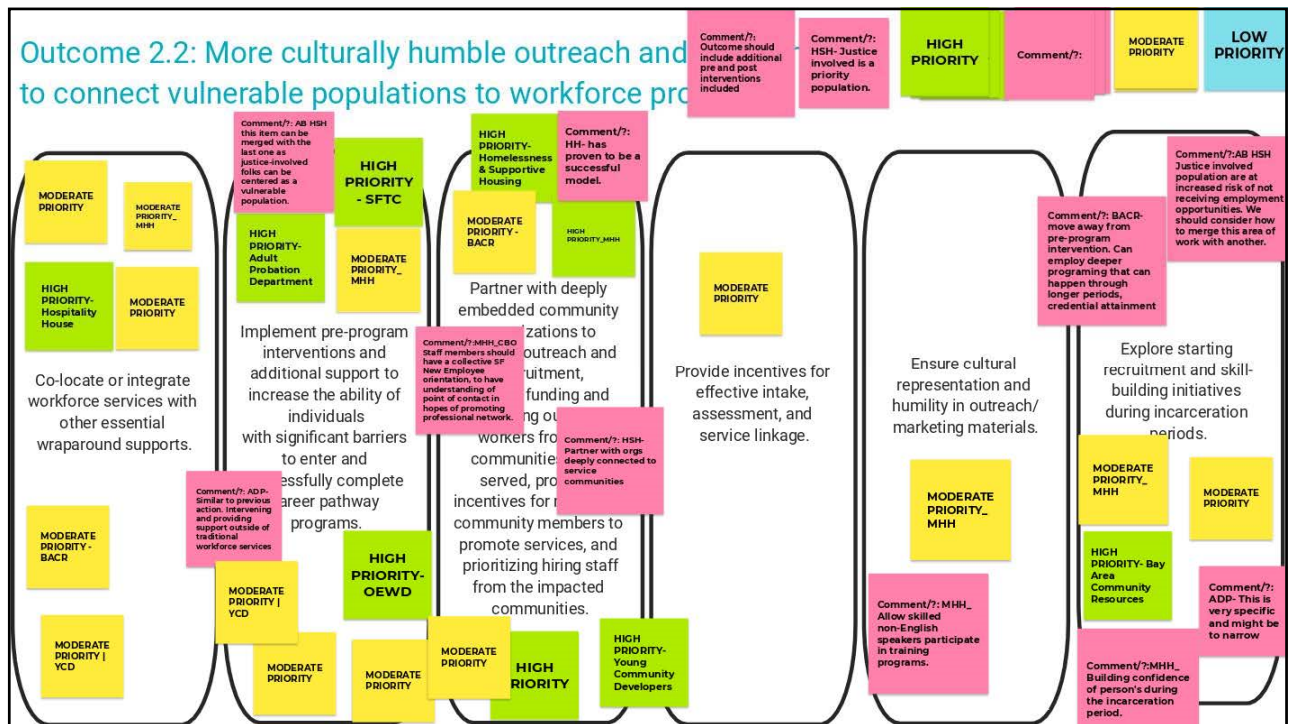 Outcome 2.2: More culturally humble outreach and
to connect vulnerable populations to workforce
Comment/?:
Outcome should
include additional
pre and post
interventions
included
Comment/?:
HSH- Justice
involved is a
priority
population.
HIGH
PRIORITY
Comment/?:
MODERATE
PRIORITY
LOW
PRIORITY
MODERATE
PRIORITY
MODERATE
PRIORITY_
MHH
HIGH
PRIORITY-
Hospitality
House
MODERATE
PRIORITY
Co-locate or integrate
workforce services with
other essential
wraparound supports.
MODERATE
PRIORITY -
BACR
MODERATE
PRIORITY |
YCD
Comment/?: AB HSH
this item can be
merged with the
last one as
justice-involved
folks can be
centered as a
vulnerable
population.
HIGH
PRIORITY
- SFTC
HIGH
PRIORITY-
Adult
Probation
Department
MODERATE
PRIORITY_
MHH
Implement pre-program
interventions and
additional support to
increase the ability of
individuals
with significant barriers
to enter and
complete
career pathway
programs.
Comment/?: ADP-
Similar to previous
action. Intervening
and providing
support outside of
traditional
workforce services
MODERATE
PRIORITY |
YCD
HIGH
PRIORITY-
OEWD
MODERATE
PRIORITY
MODERATE
PRIORITY
HIGH
PRIORITY-
Homelessness
& Supportive
Housing
Comment/?:
HH- has
proven to be a
successful
model.
MODERATE
PRIORITY -
BACR
HIGH
PRIORITY_MHH
Partner with deeply
embedded community
to
outreach and
funding and
workers
communities
served,
incentives for
community members to
promote services, and
prioritizing hiring staff
from the impacted
communities.
Comment/?:MHH_CBO
Staff members should
have a collective SF
New Employee
orientation, to have
understanding of
point of contact in
hopes of promoting
professional network.
Comment/?: HSH-
Partner with orgs
deeply connected to
service
communities
MODERATE
PRIORITY
HIGH
PRIORITY
HIGH
PRIORITY-
Young
Community
Developers
MODERATE
PRIORITY
Provide incentives for
effective intake,
assessment, and
service linkage.
Ensure cultural
representation and
humility in outreach/
marketing materials.
MODERATE
PRIORITY_
MHH
Comment/?: MHH_
Allow skilled
non-English
speakers participate
in training
programs.
Comment/?: BACR-
move away from
pre-program
intervention. Can
employ deeper
programing that can
happen through
longer periods,
credential attainment
Comment/?:AB HSH
Justice involved
population are at
increased risk of not
receiving employment
opportunities. We
should consider how
to merge this area of
work with another.
Explore starting
recruitment and skill-
building initiatives
during incarceration
periods.
MODERATE
PRIORITY_
MHH
MODERATE
PRIORITY
HIGH
PRIORITY- Bay
Area
Community
Resources
Comment/?:
ADP- This is
very specific
and might be
to narrow
Comment/?:MHH_
Building confidence
of person's during
the incarceration
period.